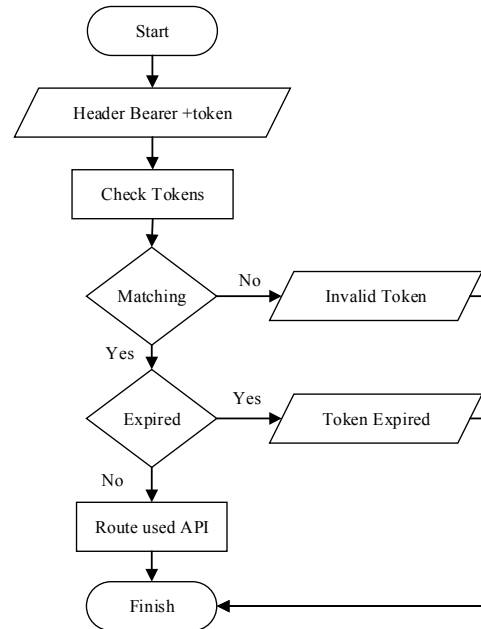 Start
Header Bearer +token
Check Tokens
Matching
No
Invalid Token
Yes
Expired
Yes
Token Expired
No
Route used API
Finish